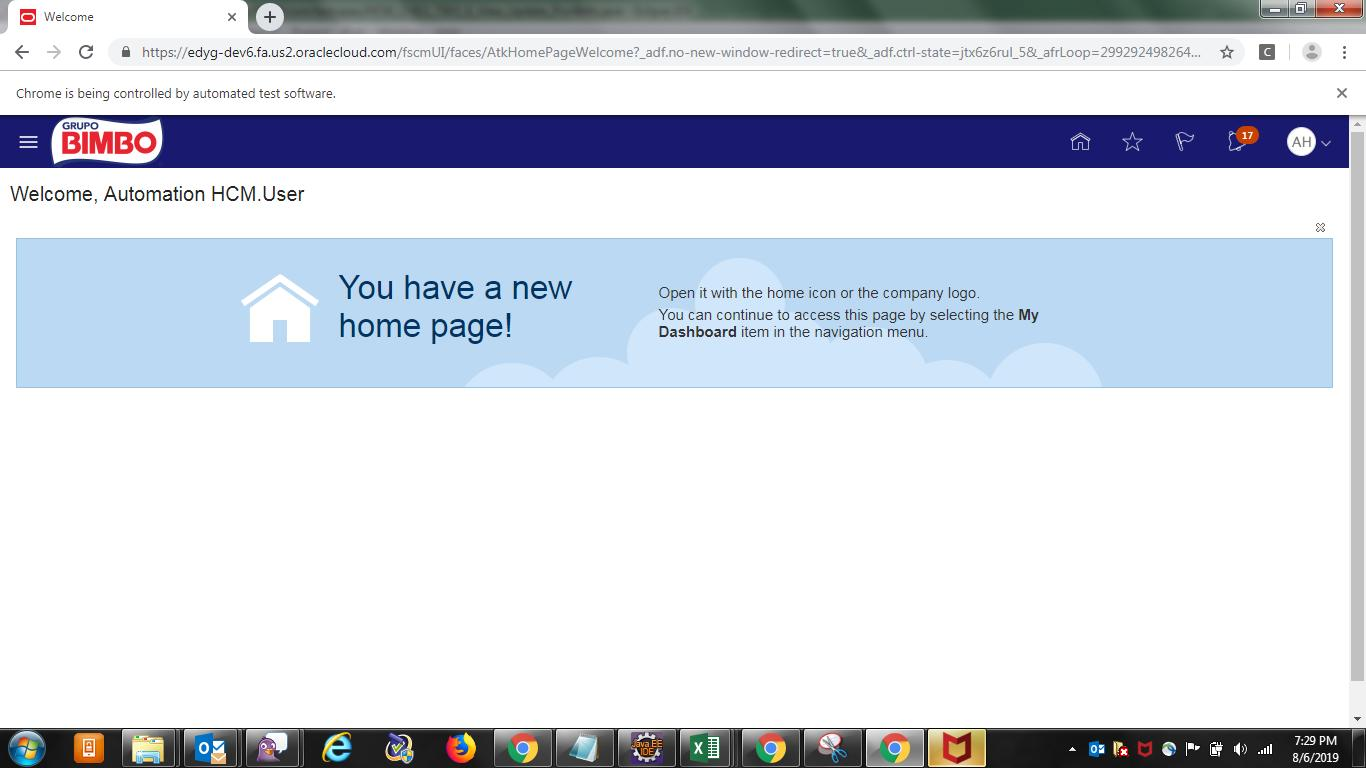 Welcome
https://edyg-dev6.fa.us2.oraclecloud.com/fscmUI/faces/AtkHomePageWelcome?_adf.no-new-window-redirect=true&_adf.ctrl-state=jtx6z6rul_5&_afrLoop=299292498264...
C
Chrome is being controlled by automated test software.
GRUPO
BIMBO
17
AH
Welcome, Automation HCM.User
You have a new
home page!
Open it with the home icon or the company logo.
You can continue to access this page by selecting the My
Dashboard item in the navigation menu.
Java EE
IDE
7:29 PM
8/6/2019